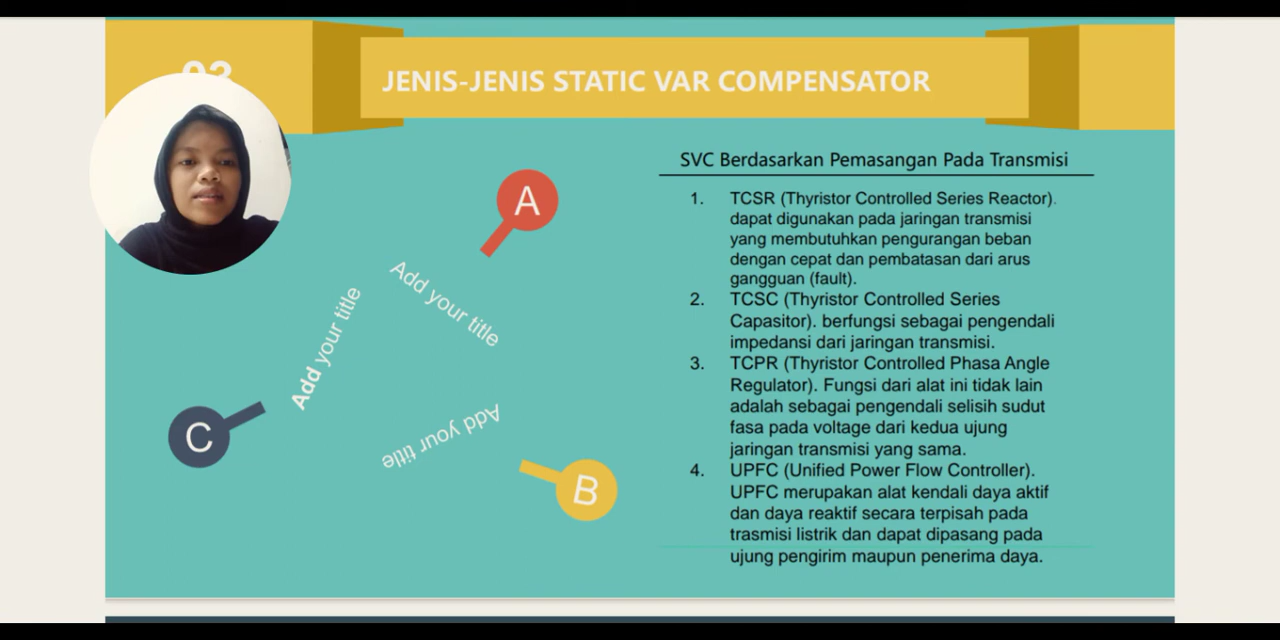 03
JENIS-JENIS STATIC VAR COMPENSATOR
SVC Berdasarkan Pemasangan Pada Transmisi
1. TCSR (Thyristor Controlled Series Reactor).
dapat digunakan pada jaringan transmisi
yang membutuhkan pengurangan beban
dengan cepat dan pembatasan dari arus
gangguan (fault).
2. TCSC (Thyristor Controlled Series
Capasitor). berfungsi sebagai pengendali
impedansi dari jaringan transmisi.
3. TCPR (Thyristor Controlled Phasa Angle
Regulator). Fungsi dari alat ini tidak lain
adalah sebagai pengendali selisih sudut
fasa pada voltage dari kedua ujung
jaringan transmisi yang sama.
4. UPFC (Unified Power Flow Controller).
UPFC merupakan alat kendali daya aktif
dan daya reaktif secara terpisah pada
trasmisi listrik dan dapat dipasang pada
ujung pengirim maupun penerima daya.
A
Add your title
B
Add your title
C
Add your title